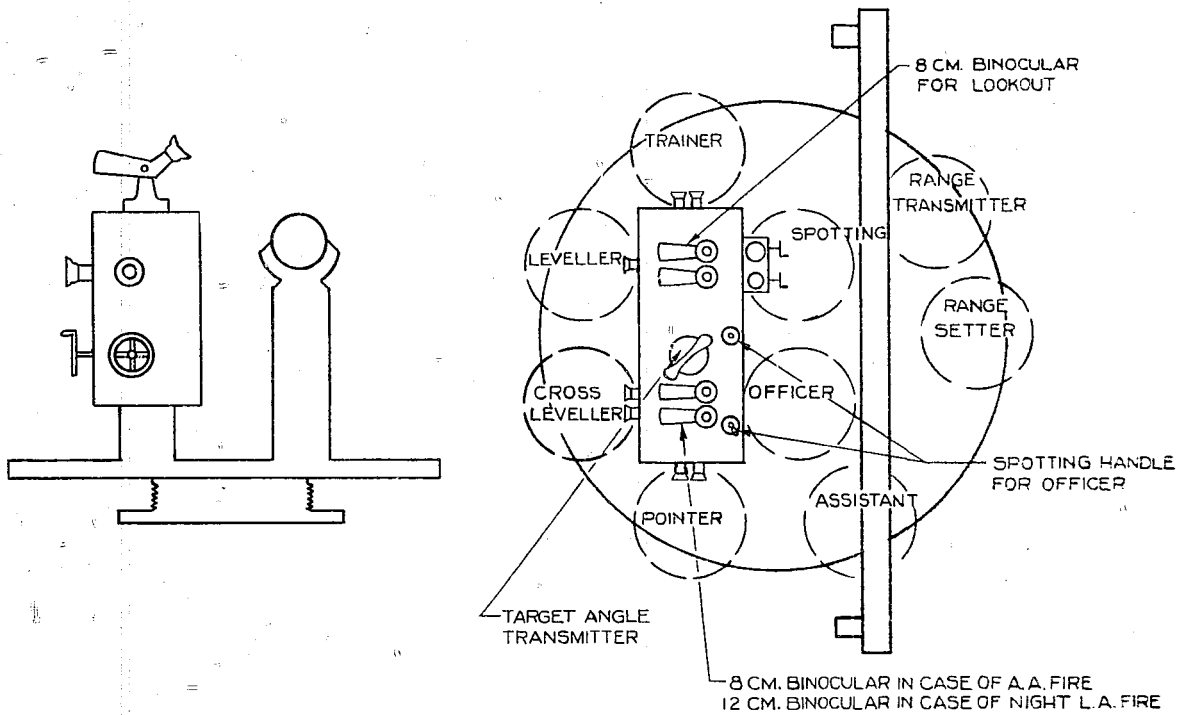 8 CM. BINOCULAR
FOR LOOKOUT
TRAINER
RANGE
TRANSMITTER
SPOTTING
LEVELLER
RANGE
SETTER
CROSS
LEVELLER
OFFICER
SPOTTING HANDLE
FOR OFFICER
ASSISTANT
POINTER
TARGET ANGLE
TRANSMITTER
8 CM. BINOCULAR IN CASE OF A.A. FIRE
12 CM. BINOCULAR IN CASE OF NIGHT L.A. FIRE